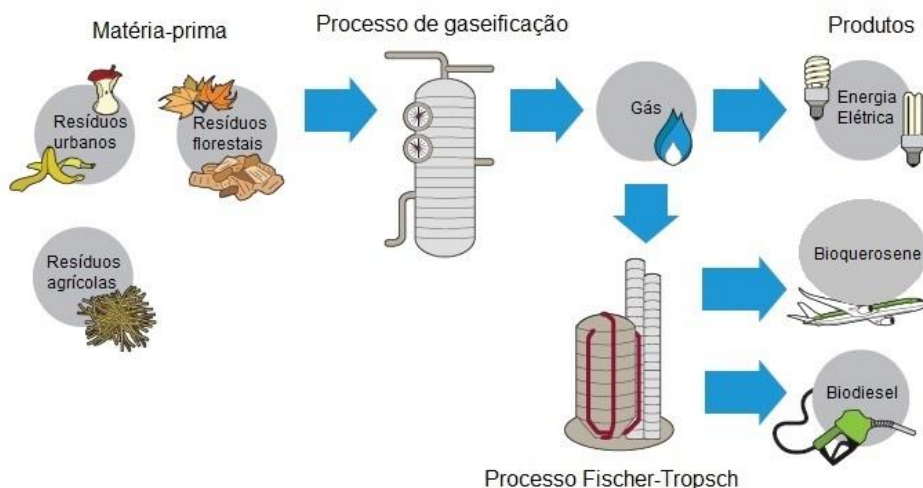 Matéria-prima
Processo de gaseificação
Produtos
Resíduos
urbanos
Resíduos
florestais
Gás
Energia
Elétrica
Resíduos
agrícolas
Bioquerosene
Biodiesel
Processo Fischer-Tropsch